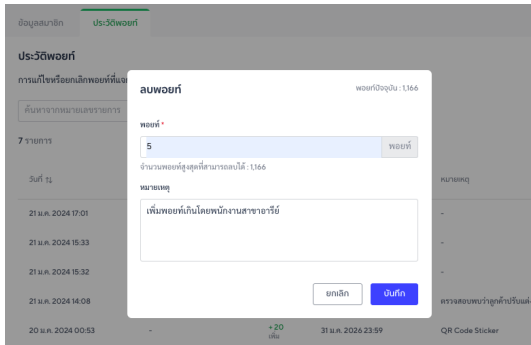 ข้อมูลสมาชิก ประวัติพอยท์
ประวัติพอยท์
การแก้ไขหรือยกเลิกพอยท์ที่แจ
ค้นหาจากหมายเลขรายการ
7 รายการ
วันที่ หมายเหตุ
ลบพอยท์ พอยท์ปัจจุบัน : 1,166
พอยท์ *
5 พอยท์
จำนวนพอยท์สูงสุดที่สามารถลบได้ : 1,166
หมายเหตุ
เพิ่มพอยท์เกินโดยพนักงานสาขาอารีย์
ยกเลิก บันทึก
21 ม.ค. 2024 17:01 -
21 ม.ค. 2024 15:33 -
21 ม.ค. 2024 15:32 -
21 ม.ค. 2024 14:08 ตรวจสอบพบว่าลูกค้าปรับแต่ง
20 ม.ค. 2024 00:53 - +20 31 ม.ค. 2026 23:59 QR Code Sticker
เพิ่ม